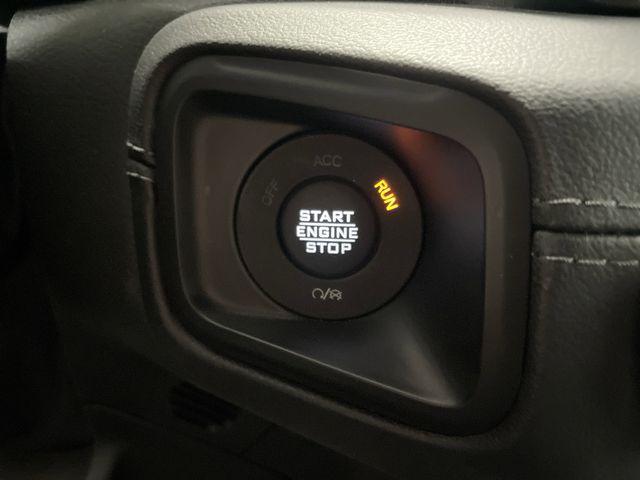 ACC
OFF
RUN
START
ENGINE
STOP